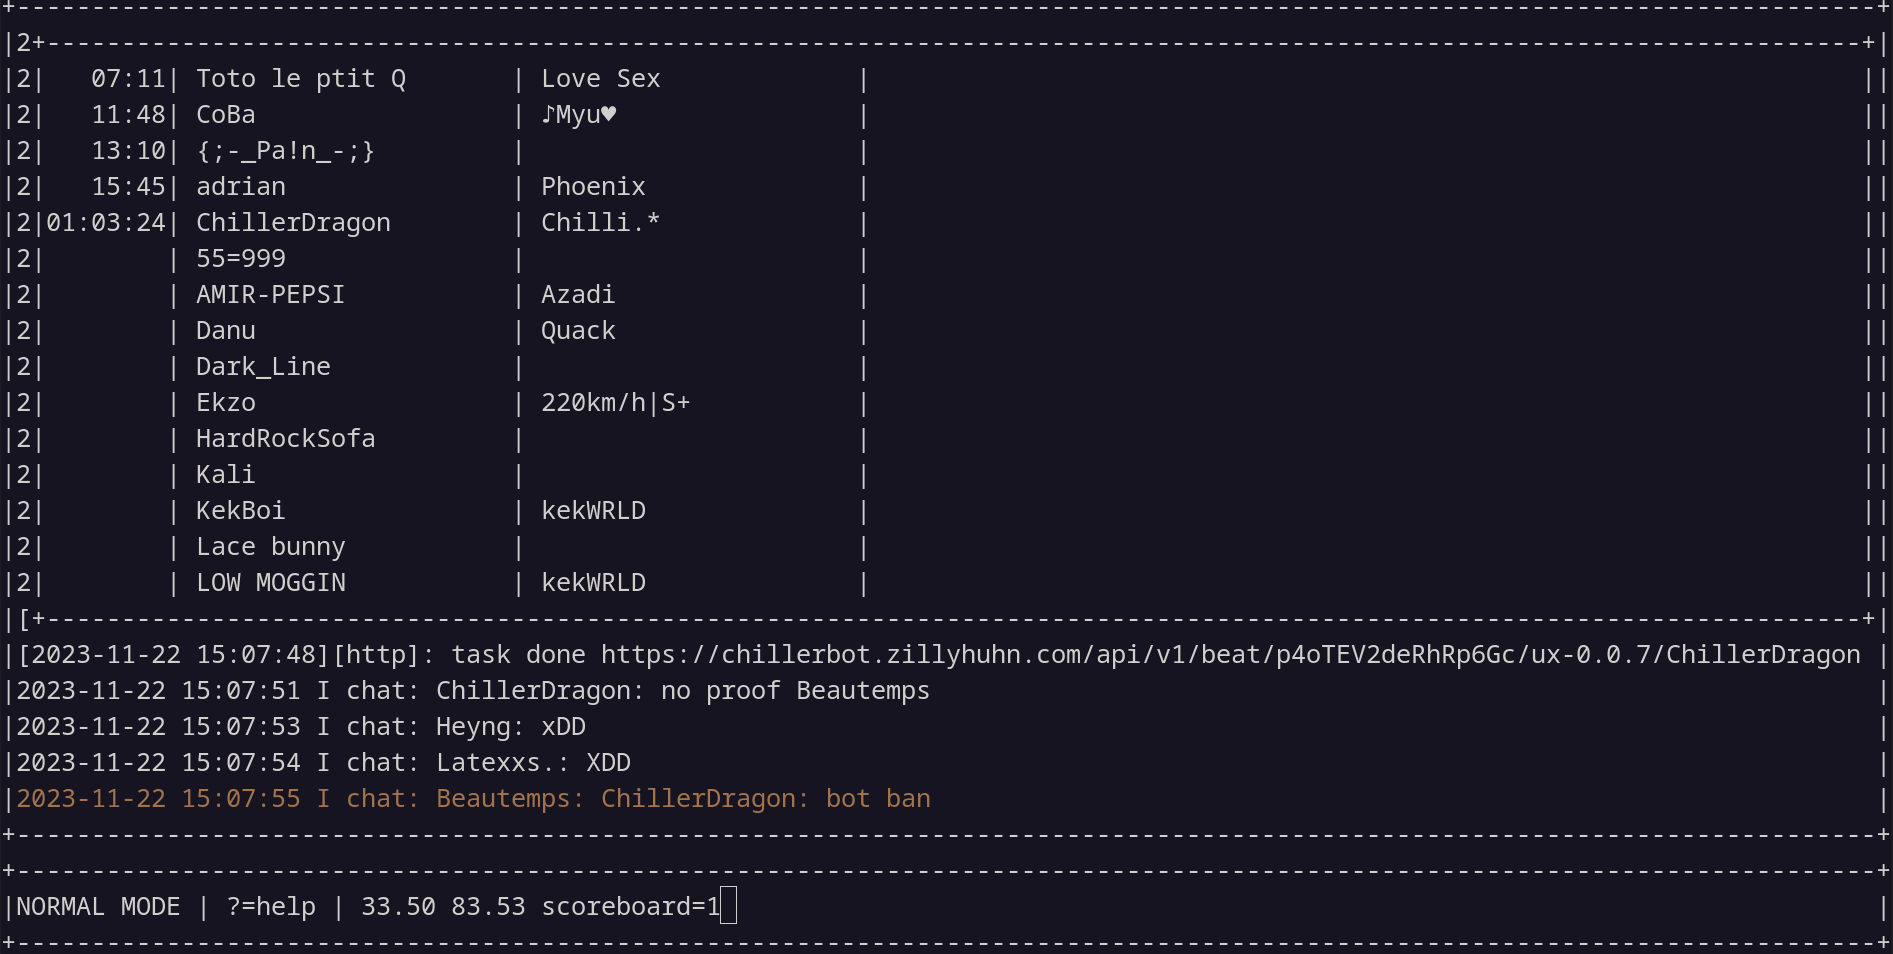 +----------------------------------------------------------------------------------------------------------------------------+
|2+-------------------------------------------------------------------------------------------------------------------------+|
|2|   07:11| Toto le ptit Q       | Love Sex             | ||
|2|   11:48| CoBa                 | ♪Myu♥                | ||
|2|   13:10| {;-_Pa!n_-;}         |                      | ||
|2|   15:45| adrian               | Phoenix              | ||
|2|01:03:24| ChillerDragon        | Chilli.*             | ||
|2|        | 55=999               |                      | ||
|2|        | AMIR-PEPSI           | Azadi                | ||
|2|        | Danu                 | Quack                | ||
|2|        | Dark_Line            |                      | ||
|2|        | Ekzo                 | 220km/h|S+           | ||
|2|        | HardRockSofa         |                      | ||
|2|        | Kali                 |                      | ||
|2|        | KekBoi               | kekWRLD              | ||
|2|        | Lace bunny           |                      | ||
|2|        | LOW MOGGIN           | kekWRLD              | ||
|[+-------------------------------------------------------------------------------------------------------------------------+|
|[2023-11-22 15:07:48][http]: task done https://chillerbot.zillyhuhn.com/api/v1/beat/p4oTEV2deRhRp6Gc/ux-0.0.7/ChillerDragon |
|2023-11-22 15:07:51 I chat: ChillerDragon: no proof Beautemps |
|2023-11-22 15:07:53 I chat: Heyng: xDD |
|2023-11-22 15:07:54 I chat: Latexxs.: XDD |
|2023-11-22 15:07:55 I chat: Beautemps: ChillerDragon: bot ban |
+----------------------------------------------------------------------------------------------------------------------------+
+----------------------------------------------------------------------------------------------------------------------------+
|NORMAL MODE | ?=help | 33.50 83.53 scoreboard=1 |
+----------------------------------------------------------------------------------------------------------------------------+